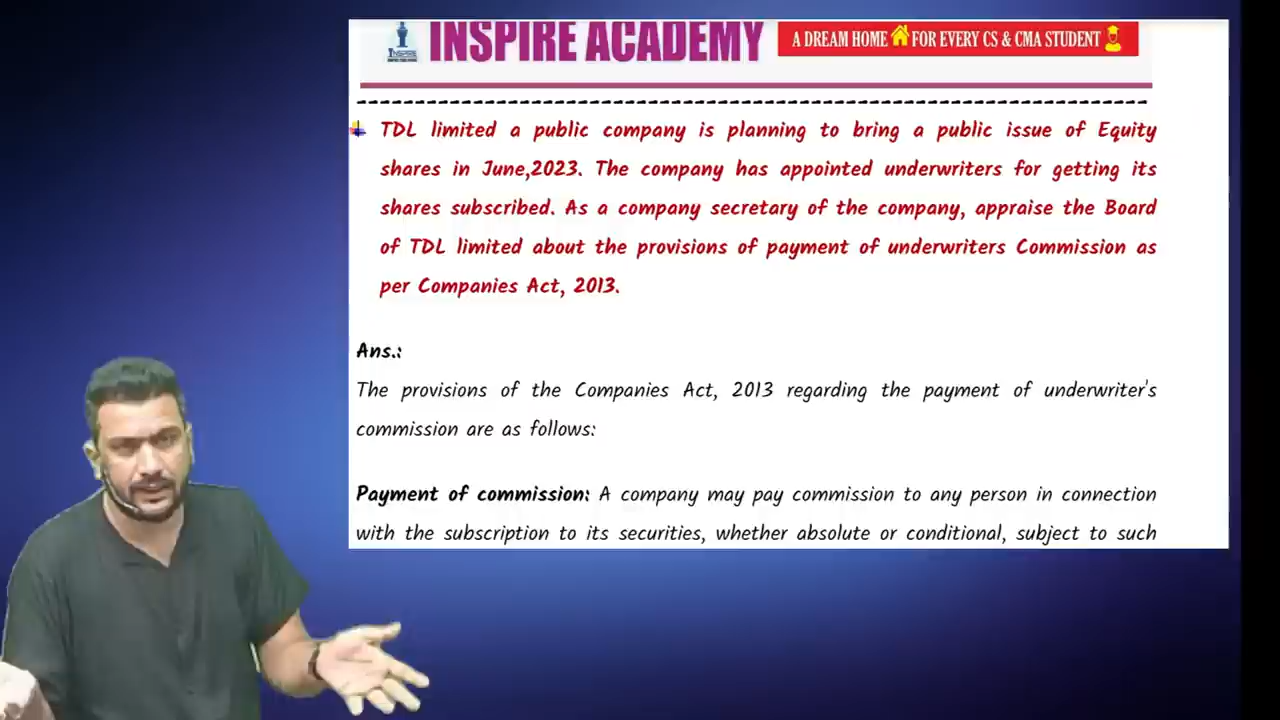 INSPIRE
INSPIRE ACADEMY
A DREAM HOME FOR EVERY CS & CMA STUDENT
TDL limited a public company is planning to bring a public issue of Equity
shares in June,2023. The company has appointed underwriters for getting its
shares subscribed. As a company secretary of the company, appraise the Board
of TDL limited about the provisions of payment of underwriters Commission as
per Companies Act, 2013.
Ans.:
The provisions of the Companies Act, 2013 regarding the payment of underwriter's
commission are as follows:
Payment of commission: A company may pay commission to any person in connection
with the subscription to its securities, whether absolute or conditional, subject to such